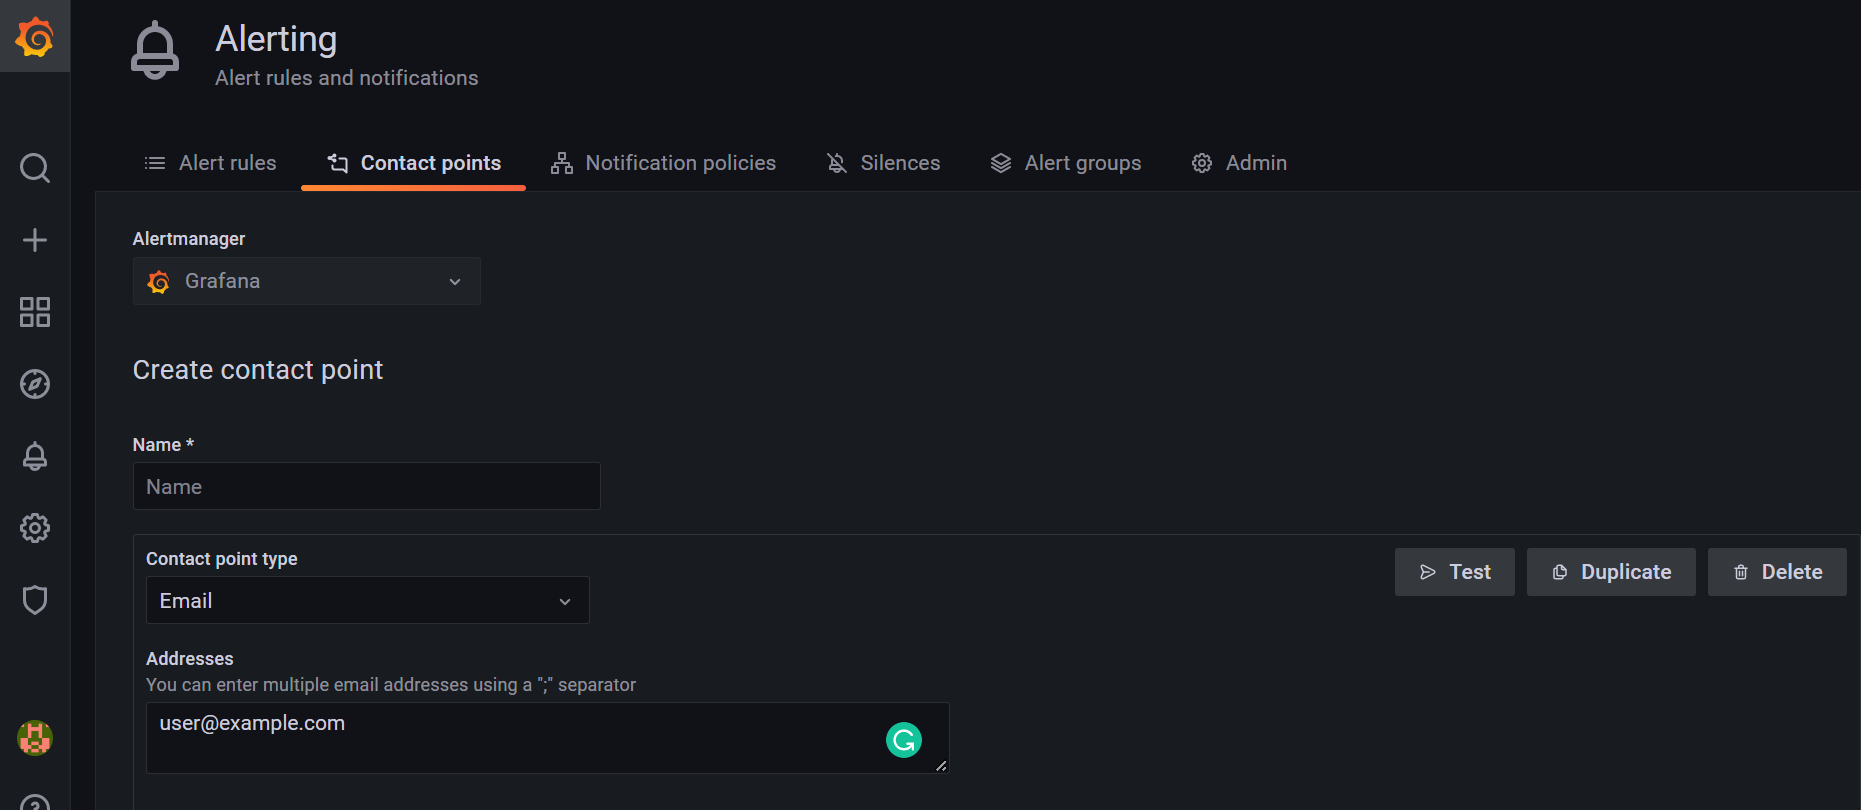 Alerting
Alert rules and notifications
Alert rules
Contact points
Notification policies
Silences
Alert groups
Admin
Alertmanager
Grafana
Create contact point
Name *
Name
Contact point type
Email
Test
Duplicate
Delete
Addresses
You can enter multiple email addresses using a ";" separator
user@example.com